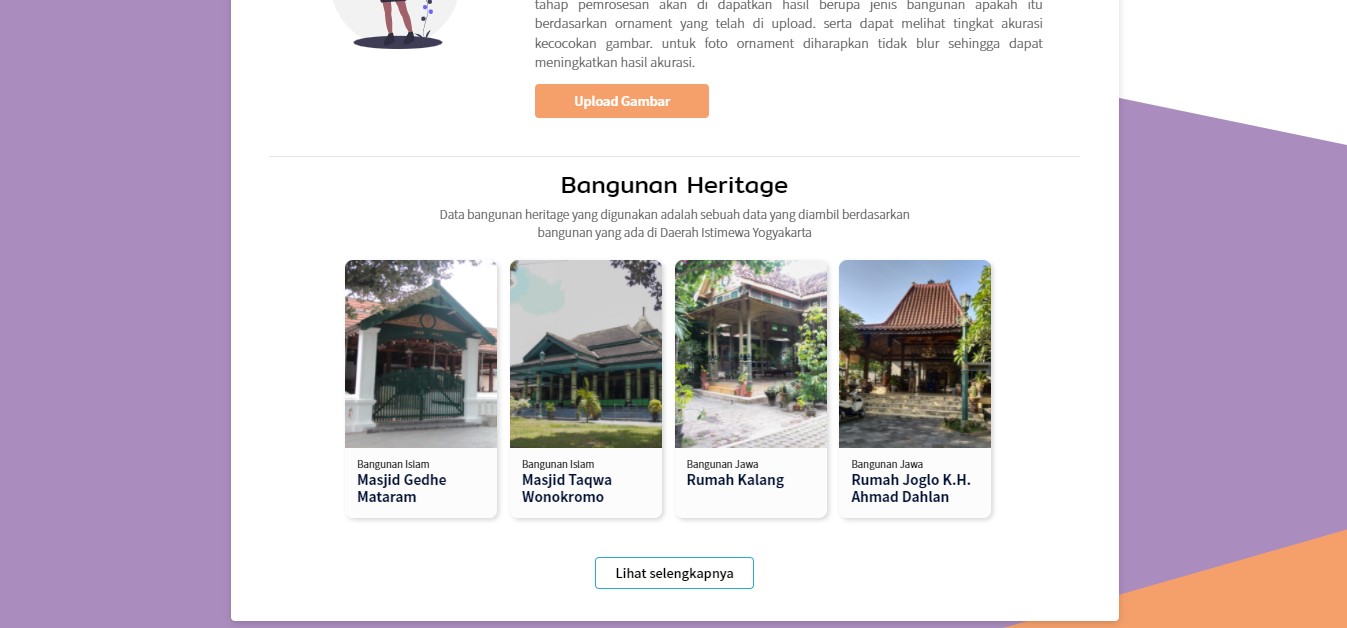 tahap pemrosesan akan di dapatkan hasil berupa jenis bangunan apakah itu
berdasarkan ornament yang telah di upload. serta dapat melihat tingkat akurasi
kecocokan gambar. untuk foto ornament diharapkan tidak blur sehingga dapat
meningkatkan hasil akurasi.
Upload Gambar
Bangunan Heritage
Data bangunan heritage yang digunakan adalah sebuah data yang diambil berdasarkan
bangunan yang ada di Daerah Istimewa Yogyakarta
Bangunan Islam
Masjid Gedhe
Mataram
Bangunan Islam
Masjid Taqwa
Wonokromo
Bangunan Jawa
Rumah Kalang
Bangunan Jawa
Rumah Joglo K.H.
Ahmad Dahlan
Lihat selengkapnya